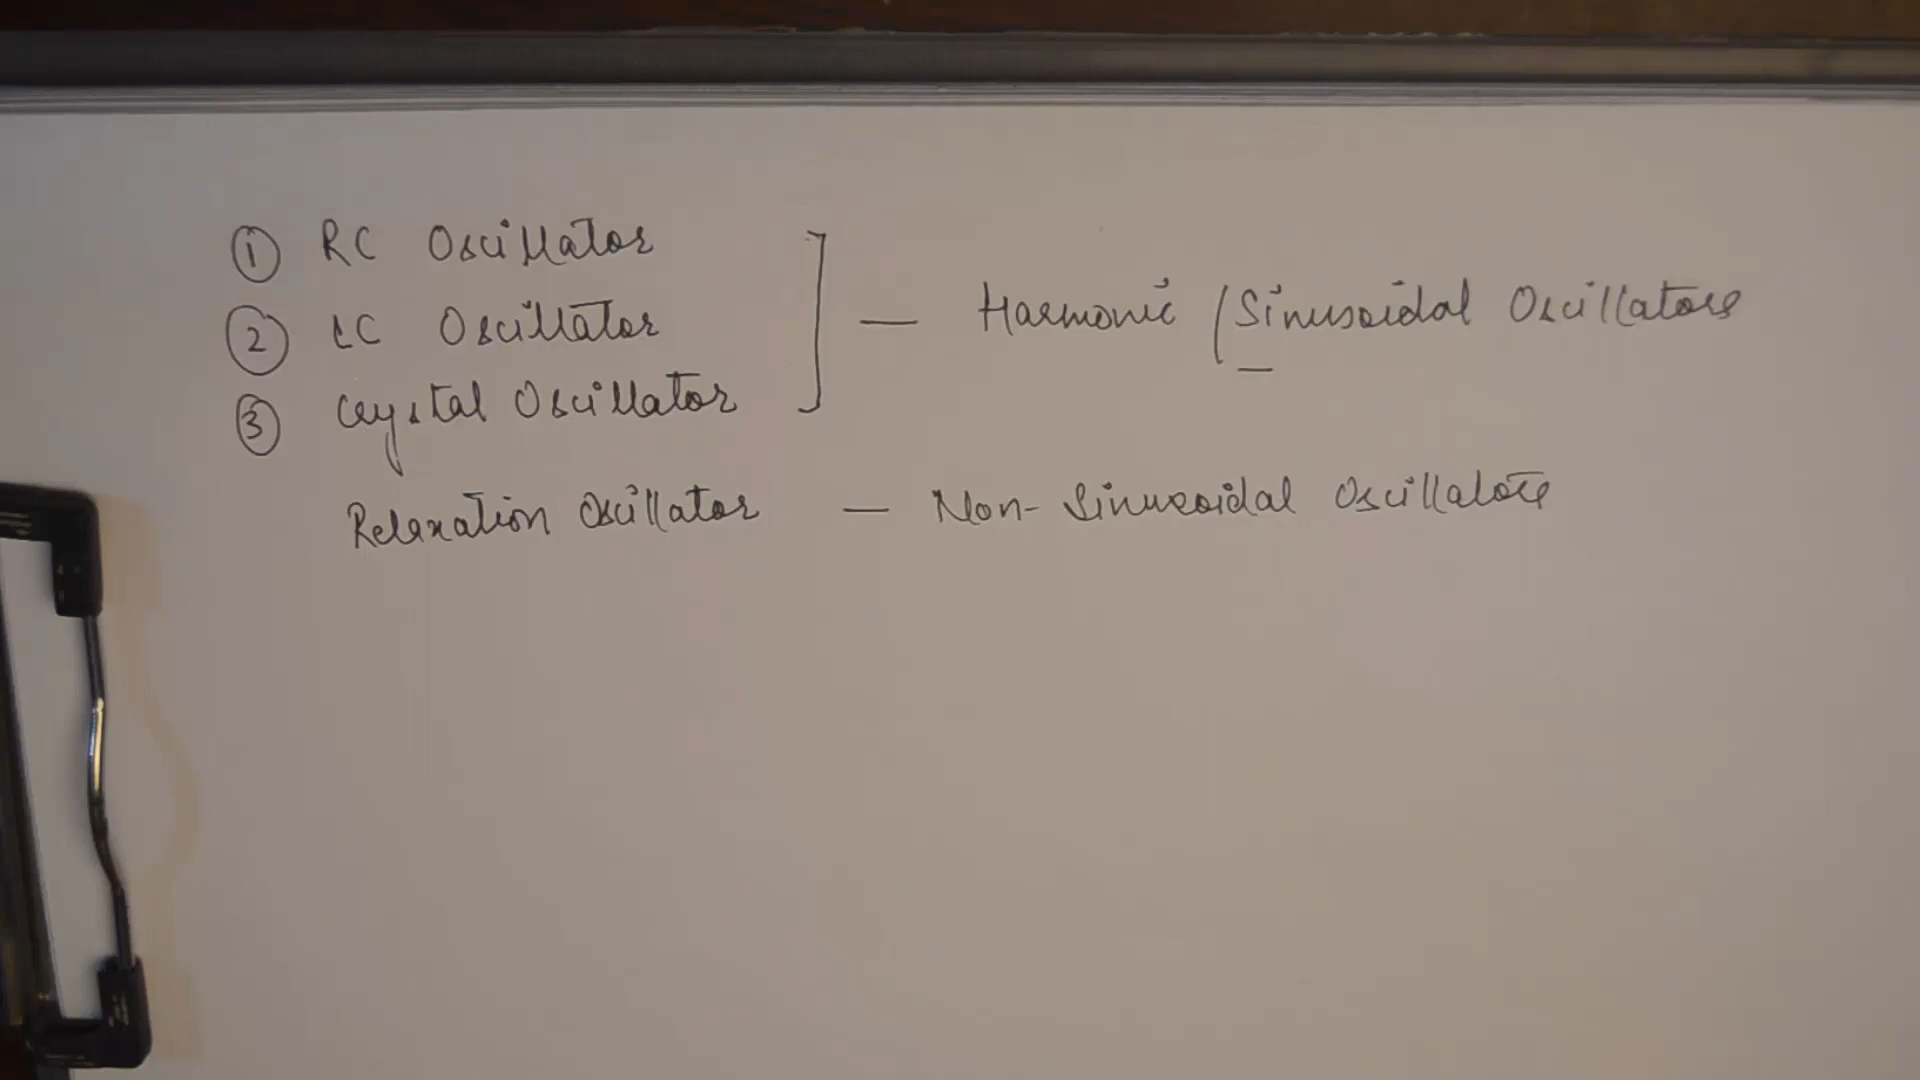 ① RC Oscillator
② LC Oscillator
③ Crystal Oscillator
— Harmonic / Sinusoidal Oscillators
Relaxation Oscillator — Non-Sinusoidal Oscillators